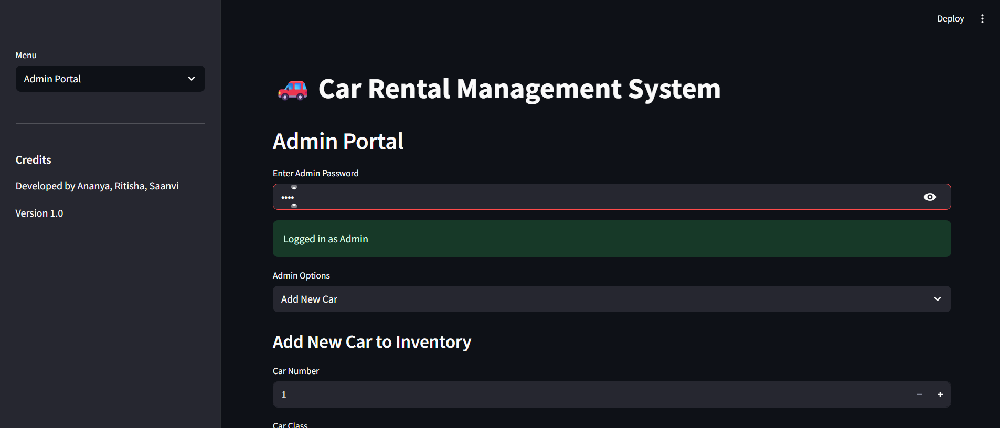 Deploy
Menu
Admin Portal
Credits
Developed by Ananya, Ritisha, Saanvi
Version 1.0
Car Rental Management System
Admin Portal
Enter Admin Password
••••
Logged in as Admin
Admin Options
Add New Car
Add New Car to Inventory
Car Number
1
Car Class